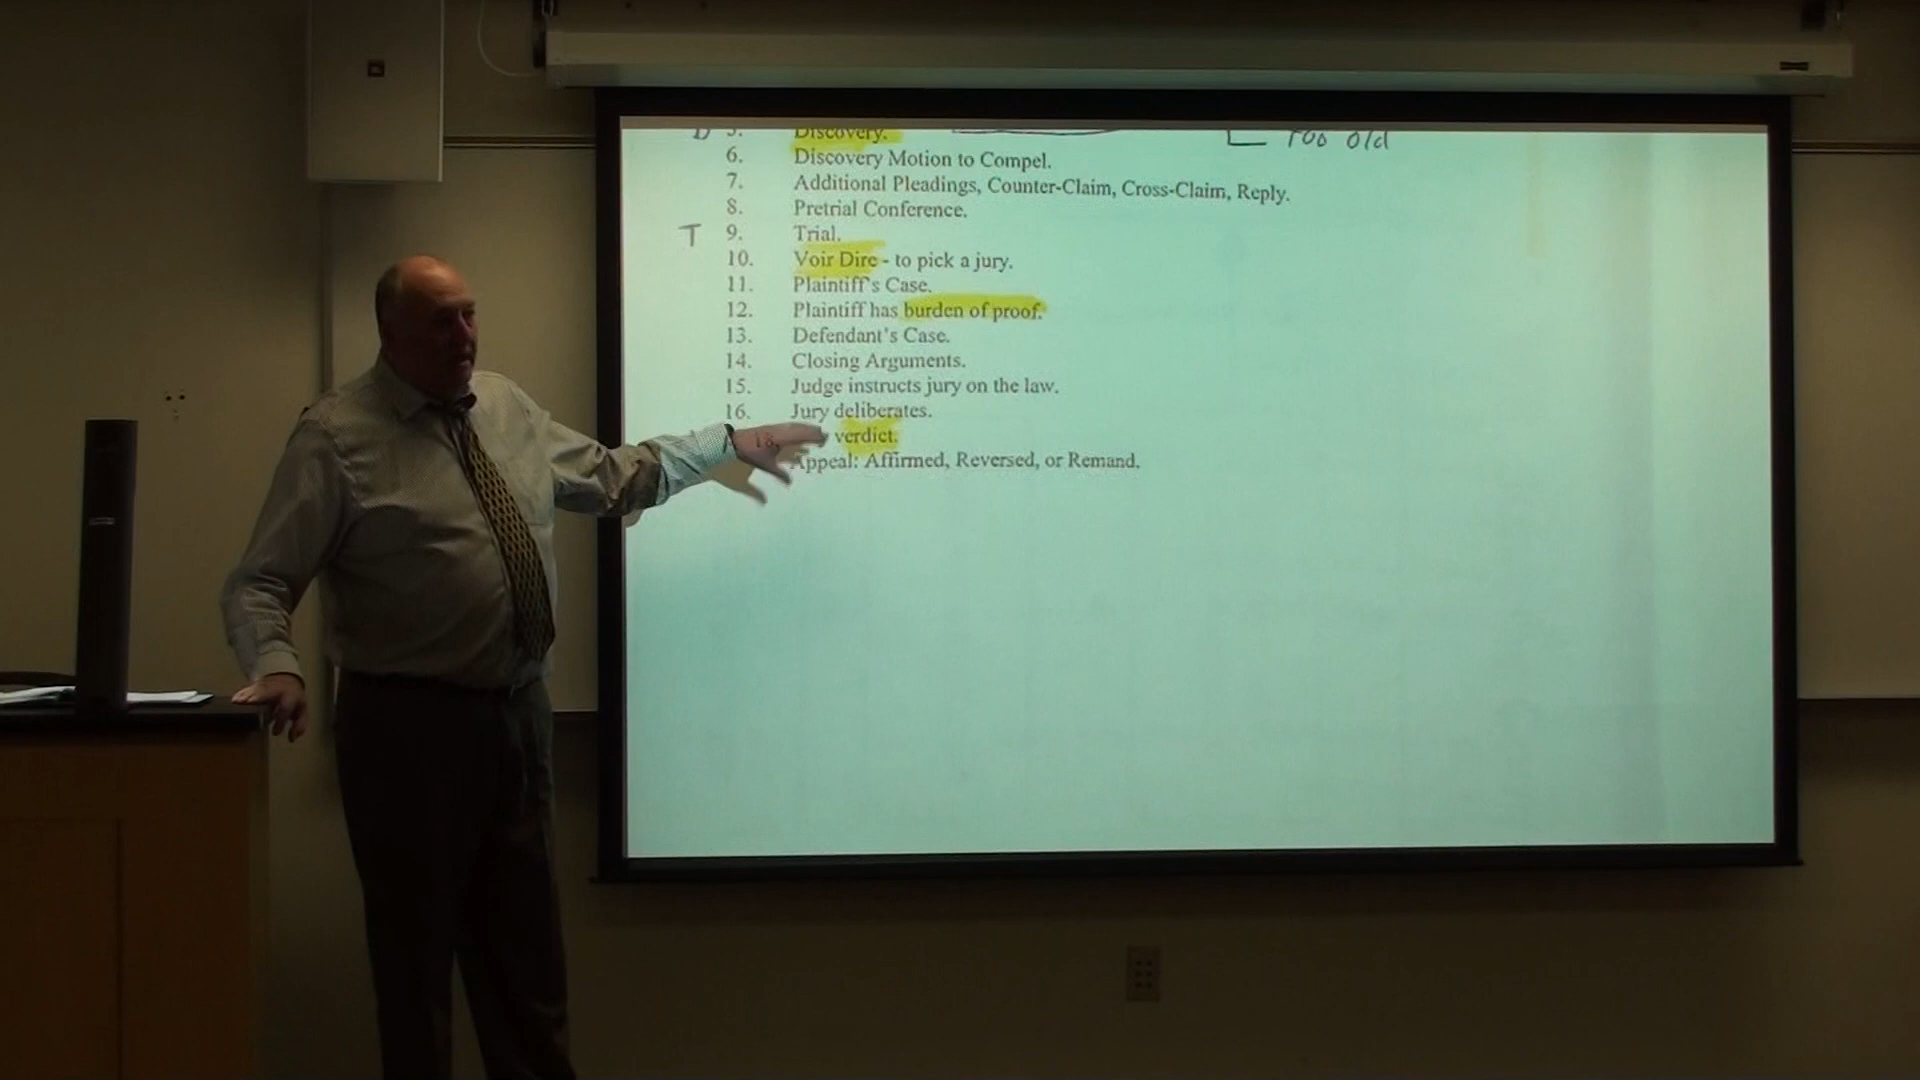 5. Discovery. Too old
6. Discovery Motion to Compel.
7. Additional Pleadings, Counter-Claim, Cross-Claim, Reply.
8. Pretrial Conference.
T 9. Trial.
10. Voir Dire - to pick a jury.
11. Plaintiff's Case.
12. Plaintiff has burden of proof.
13. Defendant's Case.
14. Closing Arguments.
15. Judge instructs jury on the law.
16. Jury deliberates.
verdict.
18. Appeal: Affirmed, Reversed, or Remand.